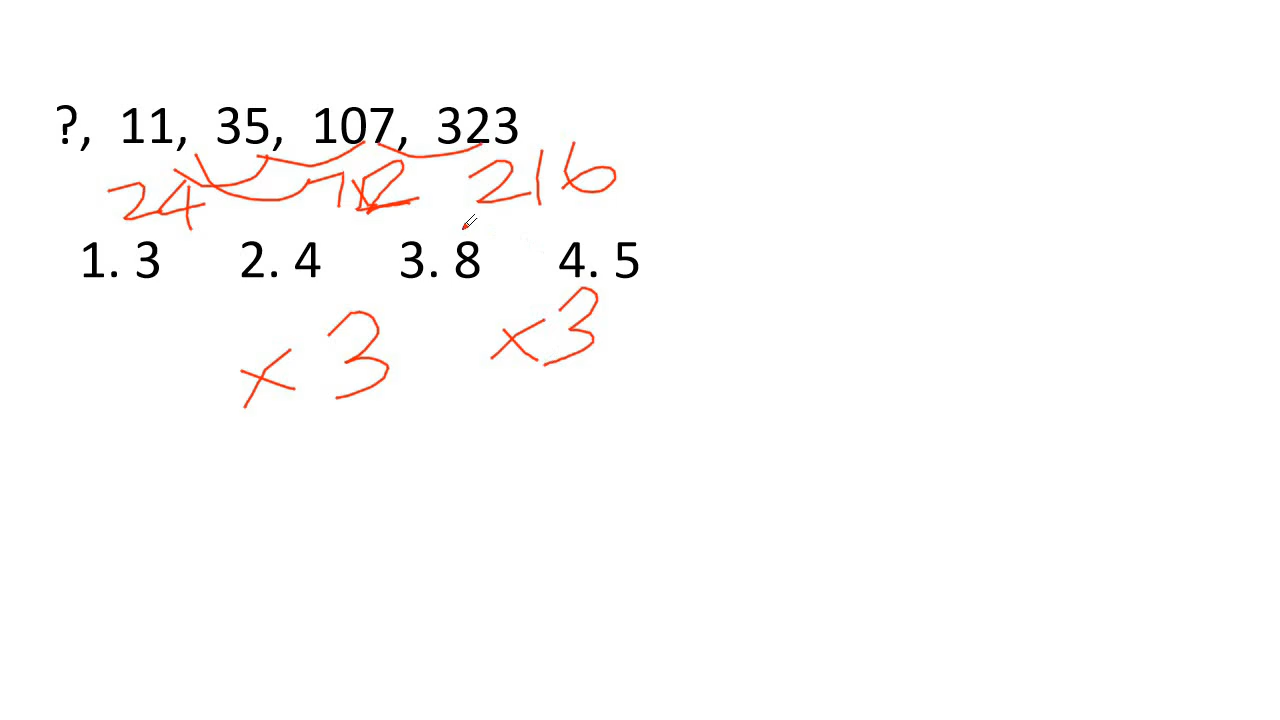 ?, 11, 35, 107, 323
24 72 216
1. 3 2. 4 3. 8 4. 5
×3 ×3